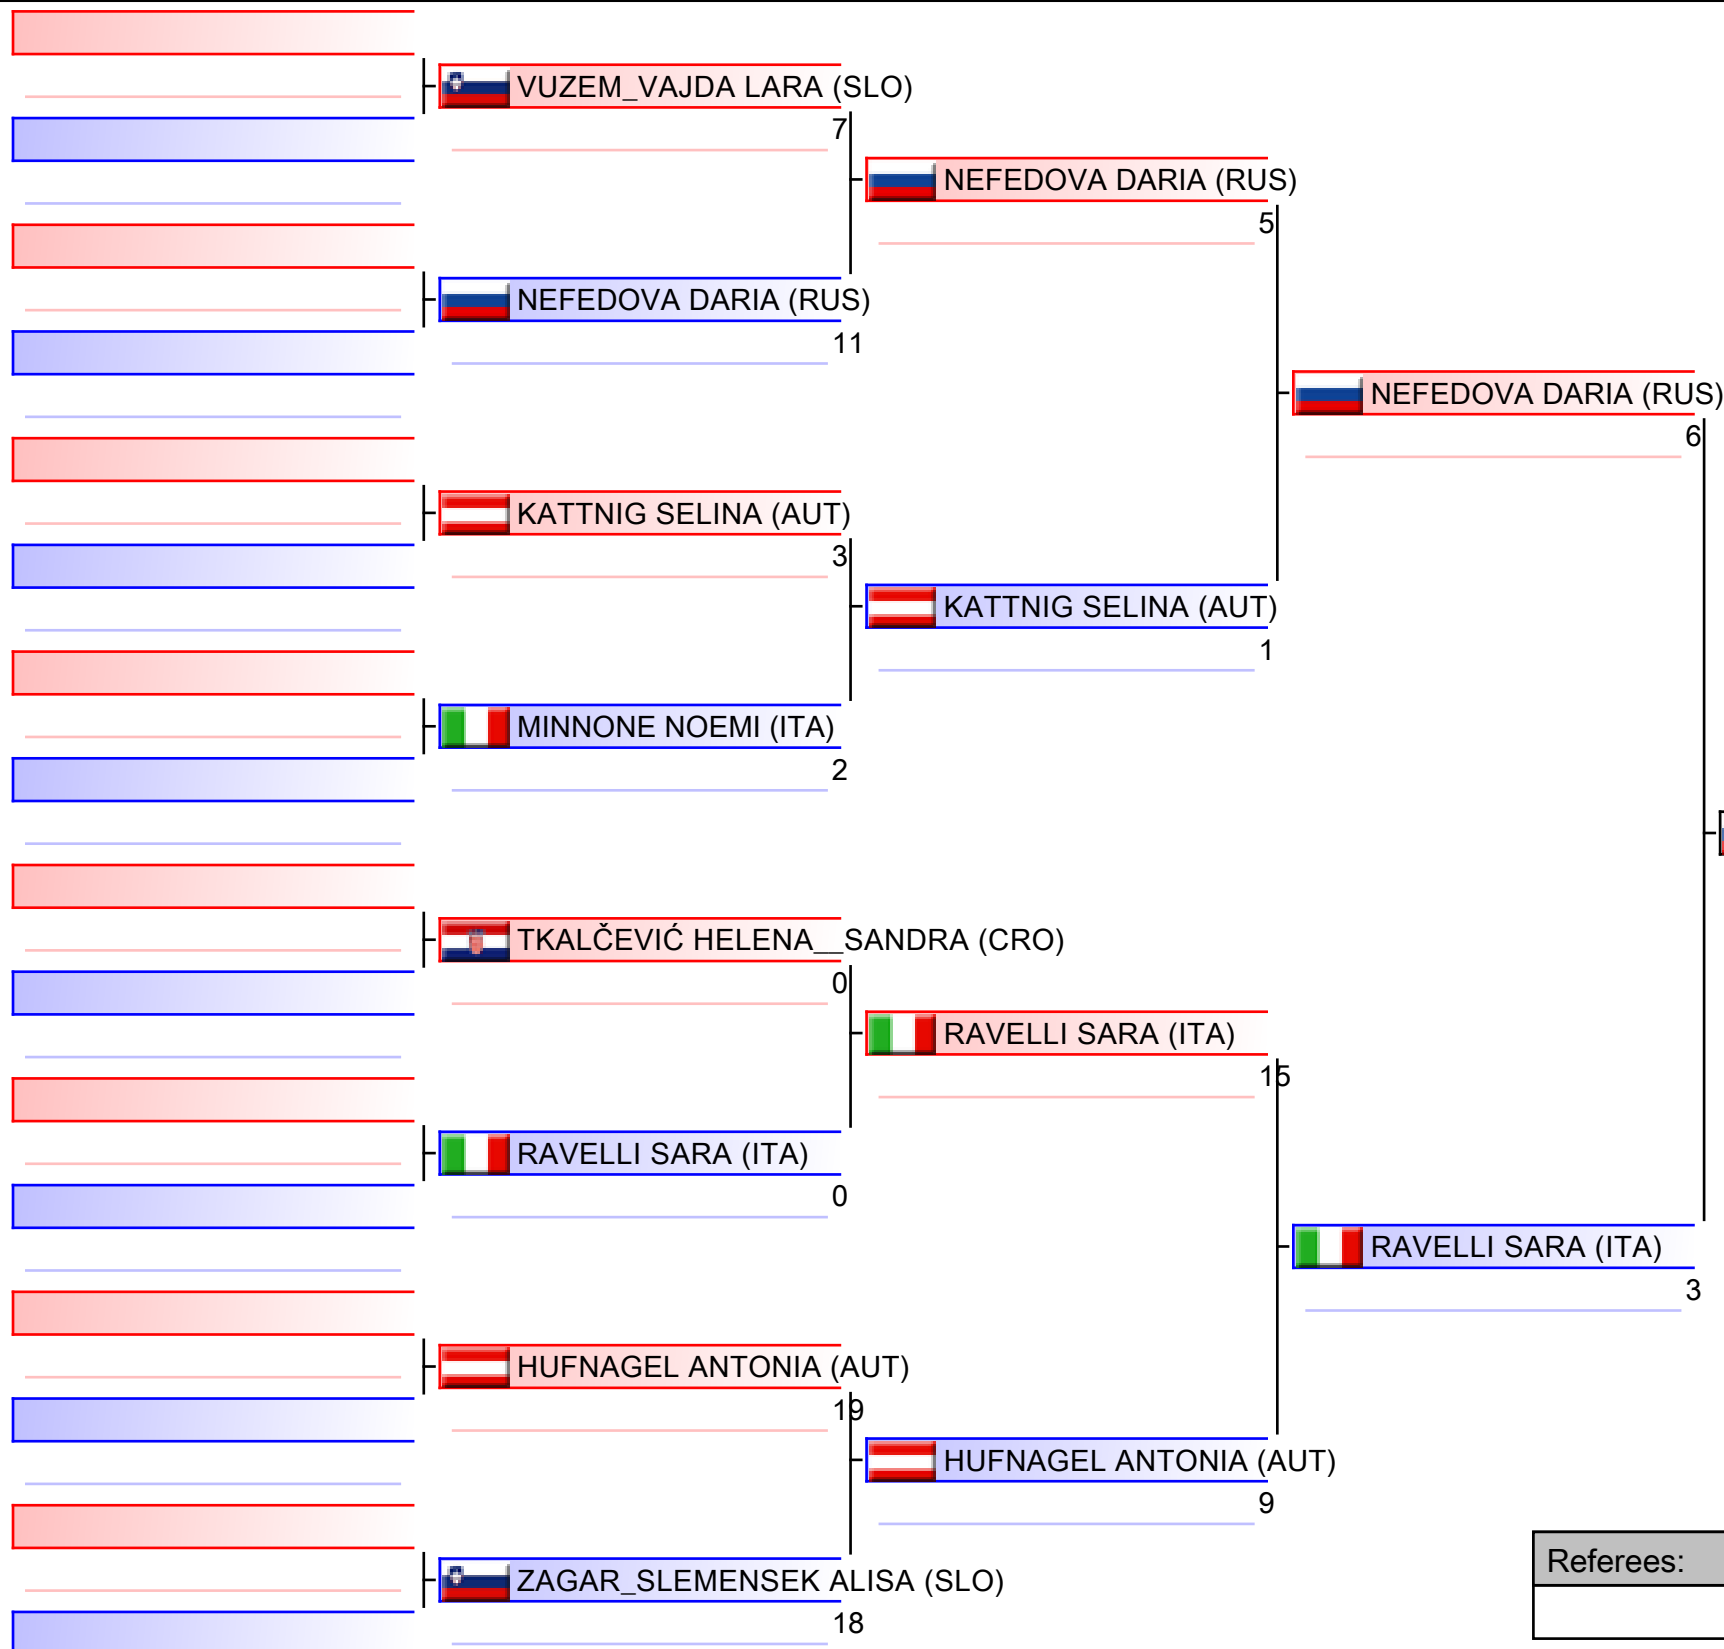 VUZEM_VAJDA LARA (SLO)
7
NEFEDOVA DARIA (RUS)
5
NEFEDOVA DARIA (RUS)
11
NEFEDOVA DARIA (RUS)
6
KATTNIG SELINA (AUT)
3
KATTNIG SELINA (AUT)
1
MINNONE NOEMI (ITA)
2
TKALČEVIĆ HELENA__SANDRA (CRO)
0
RAVELLI SARA (ITA)
15
RAVELLI SARA (ITA)
0
RAVELLI SARA (ITA)
3
HUFNAGEL ANTONIA (AUT)
19
HUFNAGEL ANTONIA (AUT)
9
Referees:
ZAGAR_SLEMENSEK ALISA (SLO)
18